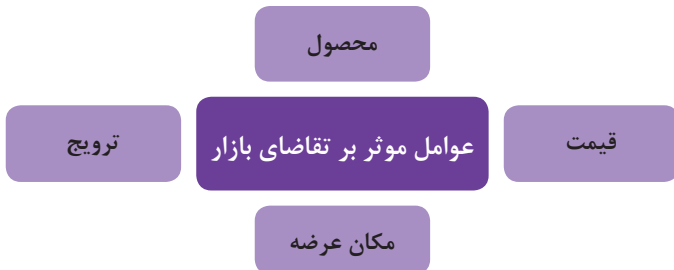 محصول
قیمت
عوامل موثر بر تقاضای بازار
ترویج
مکان عرضه